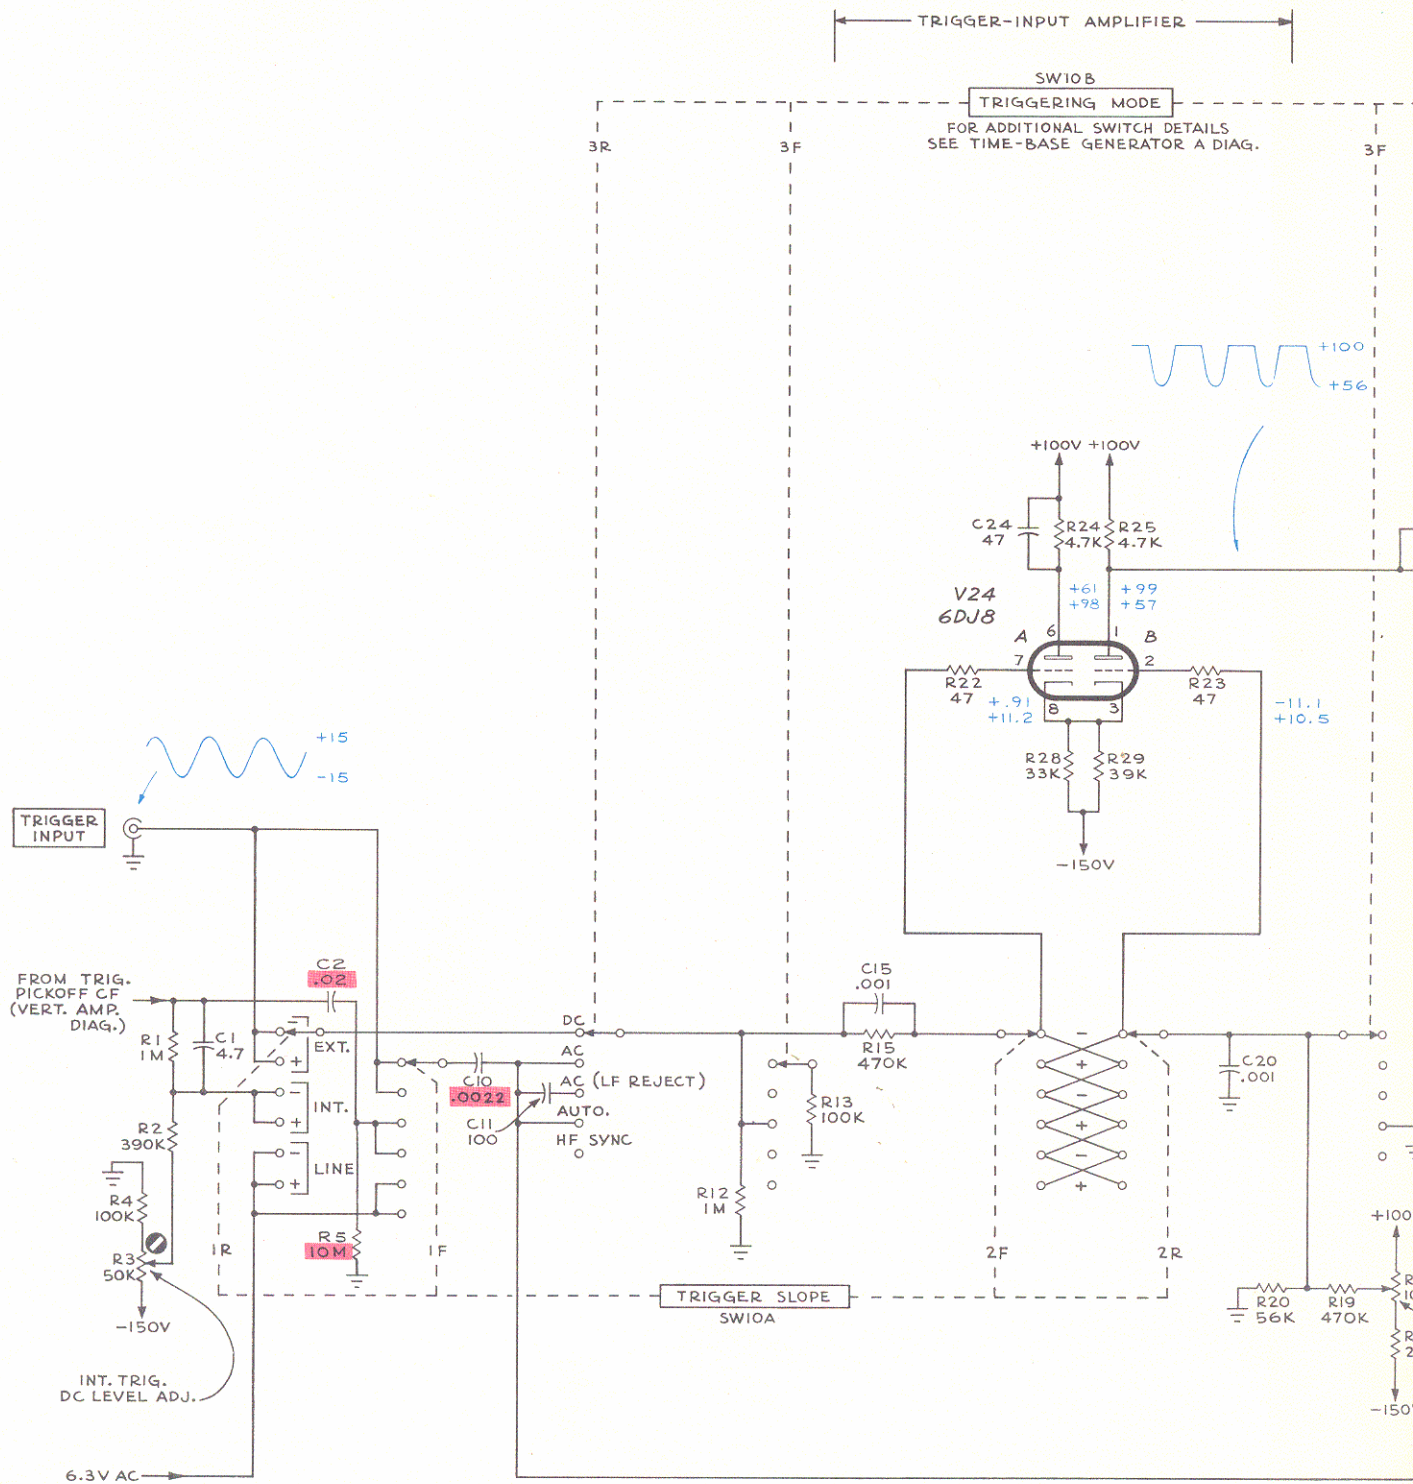 TRIGGER-INPUT AMPLIFIER
SW10B
TRIGGERING MODE
FOR ADDITIONAL SWITCH DETAILS
SEE TIME-BASE GENERATOR A DIAG.
3R
3F
3F
+100
+56
+100V +100V
C24
47
R24
4.7K
R25
4.7K
V24
6DJ8
+61
+98
+99
+57
A
6
1
B
7
2
R22
47
R23
47
+.91
+11.2
8
3
-11.1
+10.5
R28
33K
R29
39K
-150V
+15
-15
TRIGGER
INPUT
FROM TRIG.
PICKOFF CF
(VERT. AMP.
DIAG.)
C2
.02
R1
1M
C1
4.7
-
EXT.
+
-
INT.
+
-
LINE
+
R2
390K
R4
100K
R3
50K
-150V
INT. TRIG.
DC LEVEL ADJ.
6.3V AC
1R
R5
10M
1F
C10
.0022
C11
100
DC
AC
AC (LF REJECT)
AUTO.
HF SYNC
R12
1M
R13
100K
C15
.001
R15
470K
-
+
-
+
-
+
2F
2R
TRIGGER SLOPE
SW10A
C20
.001
R20
56K
R19
470K
+100
R
10
R
2
-150